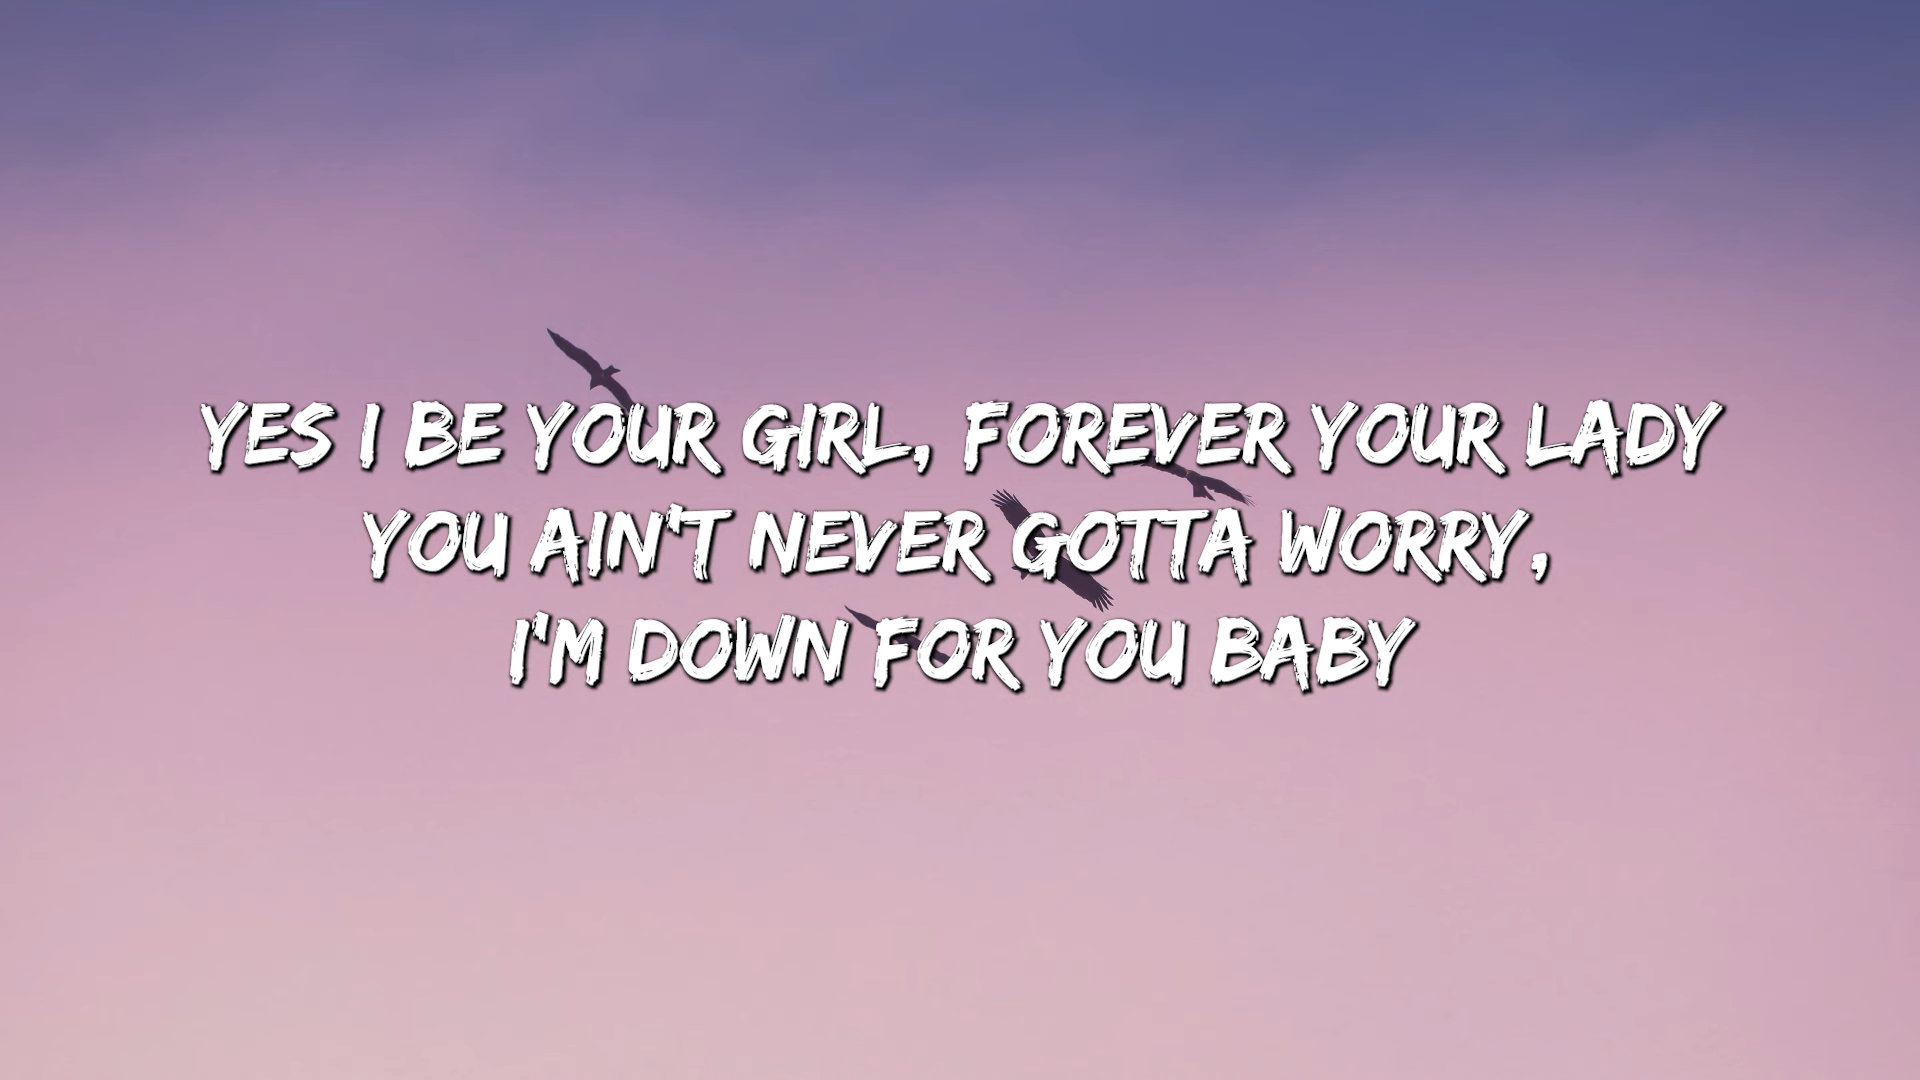 YES I BE YOUR GIRL, FOREVER YOUR LADY
YOU AIN'T NEVER GOTTA WORRY,
I'M DOWN FOR YOU BABY